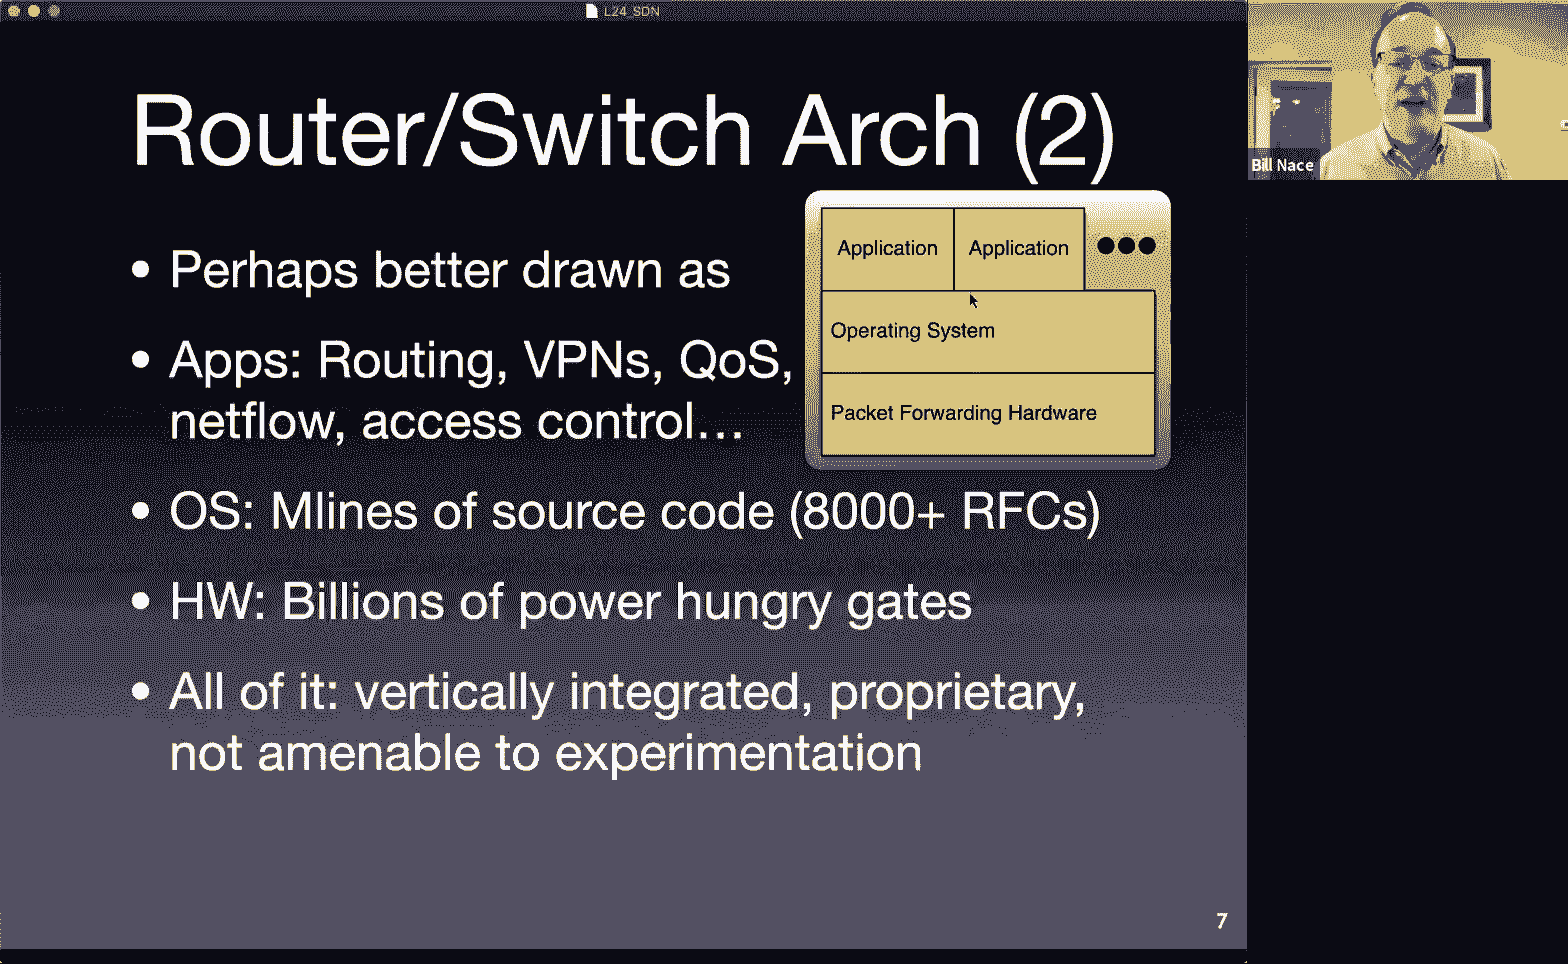 L24_SDN
Router/Switch Arch (2)
Bill Nace
• Perhaps better drawn as
Application
Application
Operating System
Packet Forwarding Hardware
• Apps: Routing, VPNs, QoS,
netflow, access control…
• OS: Mlines of source code (8000+ RFCs)
• HW: Billions of power hungry gates
• All of it: vertically integrated, proprietary,
not amenable to experimentation
7